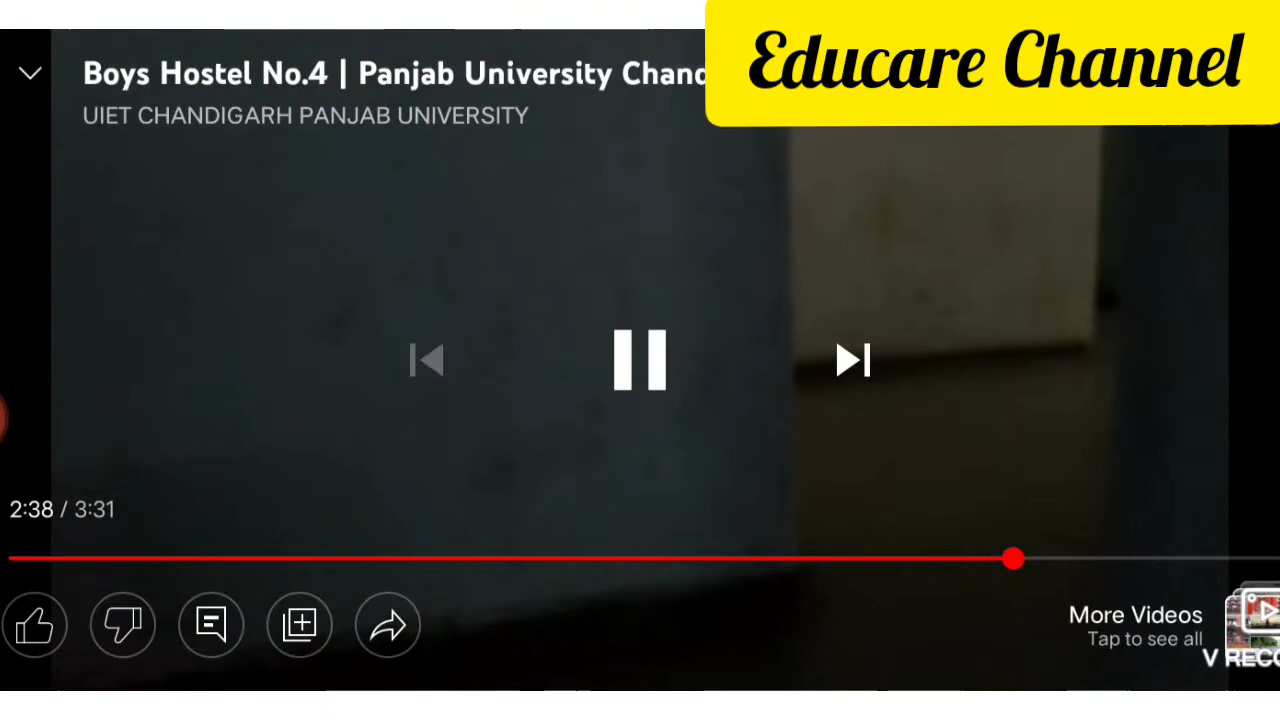 Educare Channel
Boys Hostel No.4 | Panjab University Chand
UIET CHANDIGARH PANJAB UNIVERSITY
2:38 / 3:31
More Videos
Tap to see all
V RECO